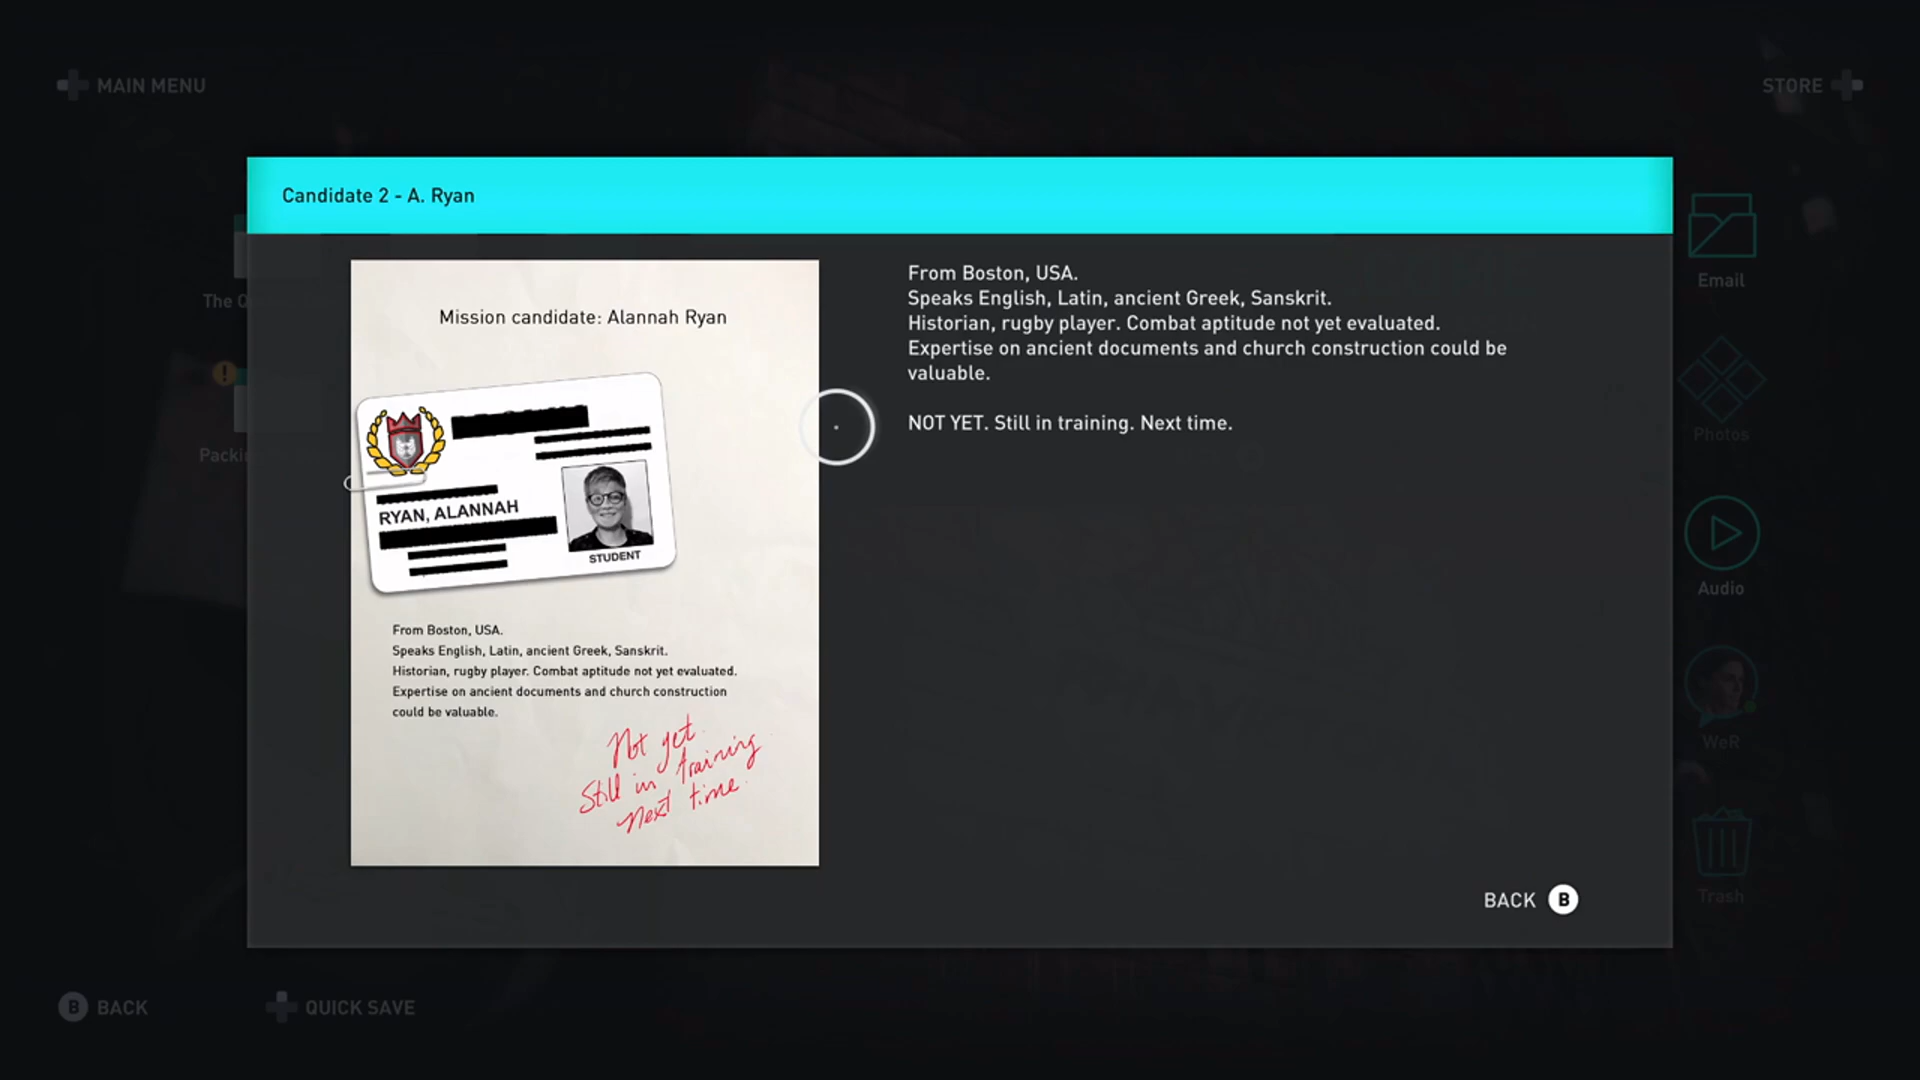 MAIN MENU
STORE
Candidate 2 - A. Ryan
Mission candidate: Alannah Ryan
RYAN, ALANNAH
STUDENT
From Boston, USA.
Speaks English, Latin, ancient Greek, Sanskrit.
Historian, rugby player. Combat aptitude not yet evaluated.
Expertise on ancient documents and church construction
could be valuable.
Not yet.
Still in training
next time.
From Boston, USA.
Speaks English, Latin, ancient Greek, Sanskrit.
Historian, rugby player. Combat aptitude not yet evaluated.
Expertise on ancient documents and church construction could be
valuable.
NOT YET. Still in training. Next time.
BACK B
The
Email
Photos
Audio
WeR
Trash
B BACK
QUICK SAVE